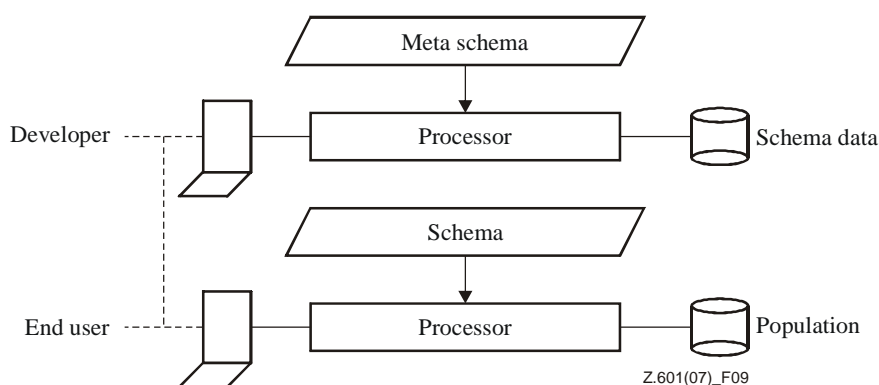 Meta schema
Developer
Processor
Schema data
Schema
End user
Processor
Population
Z.601(07)_F09